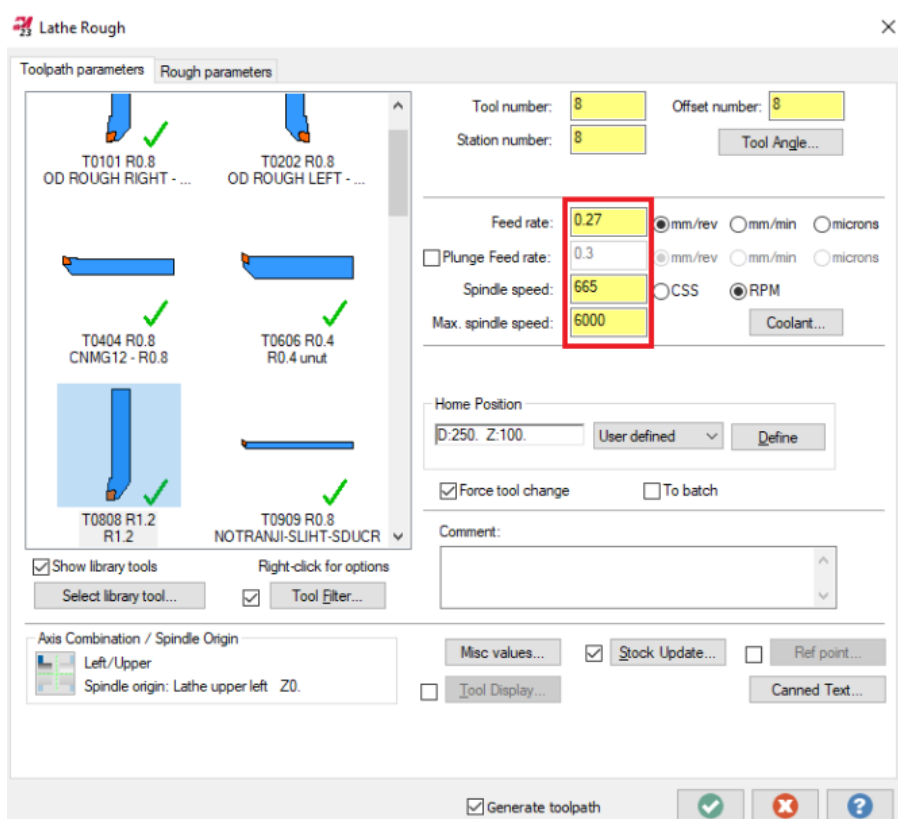 Lathe Rough
Toolpath parameters Rough parameters
T0101 R0.8
OD ROUGH RIGHT - ...
T0202 R0.8
OD ROUGH LEFT - ...
T0404 R0.8
CNMG12 - R0.8
T0606 R0.4
R0.4 unut
T0808 R1.2
R1.2
T0909 R0.8
NOTRANJI-SLIHT-SDUCR
Show library tools
Right-click for options
Select library tool...
Tool Filter...
Axis Combination / Spindle Origin
Left/Upper
Spindle origin: Lathe upper left Z0.
Tool number: 8 Offset number: 8
Station number: 8 Tool Angle...
Feed rate: 0.27 mm/rev mm/min microns
Plunge Feed rate: 0.3 mm/rev mm/min microns
Spindle speed: 665 CSS RPM
Max. spindle speed: 6000 Coolant...
Home Position
D:250. Z:100. User defined Define
Force tool change To batch
Comment:
Misc values... Stock Update... Ref point...
Tool Display... Canned Text...
Generate toolpath